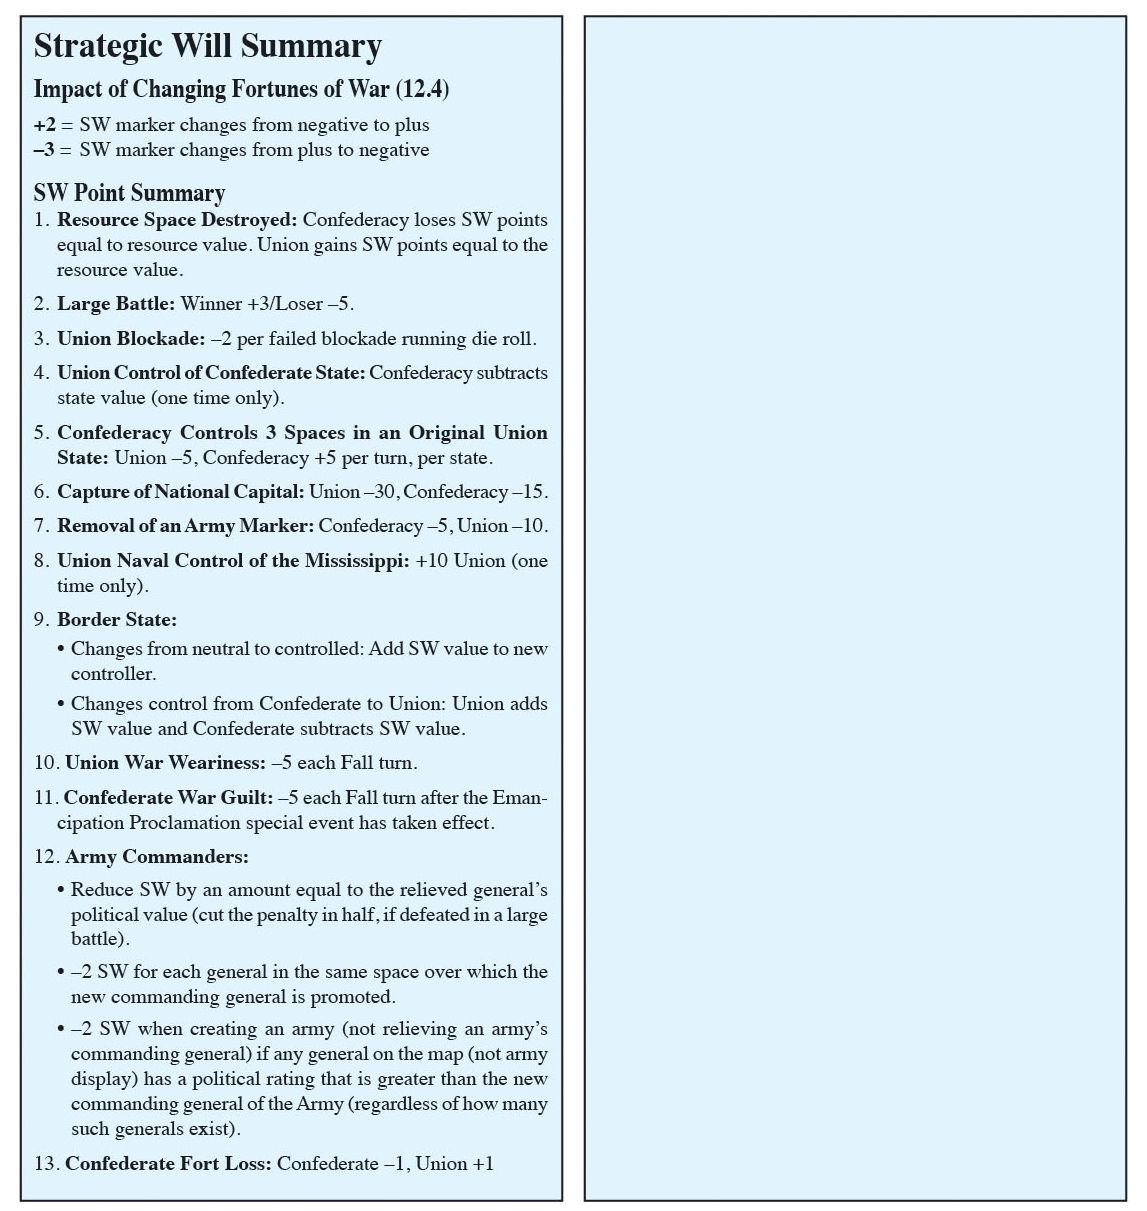 Strategic Will Summary
Impact of Changing Fortunes of War (12.4)
+2 = SW marker changes from negative to plus
–3 = SW marker changes from plus to negative
SW Point Summary
1. Resource Space Destroyed: Confederacy loses SW points
equal to resource value. Union gains SW points equal to the
resource value.
2. Large Battle: Winner +3/Loser –5.
3. Union Blockade: –2 per failed blockade running die roll.
4. Union Control of Confederate State: Confederacy subtracts
state value (one time only).
5. Confederacy Controls 3 Spaces in an Original Union
State: Union –5, Confederacy +5 per turn, per state.
6. Capture of National Capital: Union –30, Confederacy –15.
7. Removal of an Army Marker: Confederacy –5, Union –10.
8. Union Naval Control of the Mississippi: +10 Union (one
time only).
9. Border State:
• Changes from neutral to controlled: Add SW value to new
controller.
• Changes control from Confederate to Union: Union adds
SW value and Confederate subtracts SW value.
10. Union War Weariness: –5 each Fall turn.
11. Confederate War Guilt: –5 each Fall turn after the Eman-
cipation Proclamation special event has taken effect.
12. Army Commanders:
• Reduce SW by an amount equal to the relieved general’s
political value (cut the penalty in half, if defeated in a large
battle).
• –2 SW for each general in the same space over which the
new commanding general is promoted.
• –2 SW when creating an army (not relieving an army’s
commanding general) if any general on the map (not army
display) has a political rating that is greater than the new
commanding general of the Army (regardless of how many
such generals exist).
13. Confederate Fort Loss: Confederate –1, Union +1